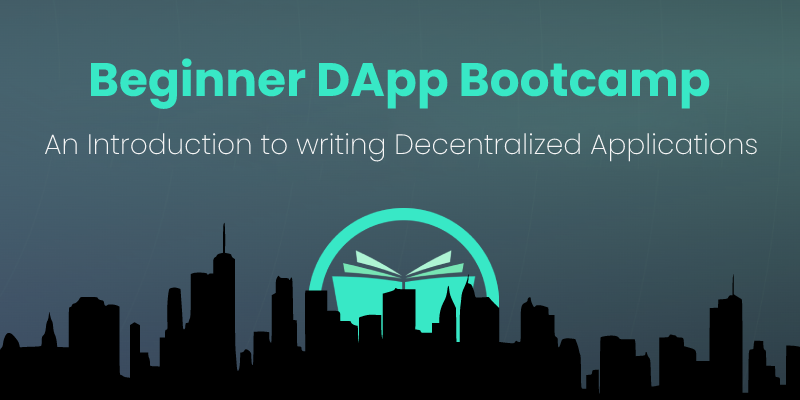 Beginner DApp Bootcamp
An Introduction to writing Decentralized Applications